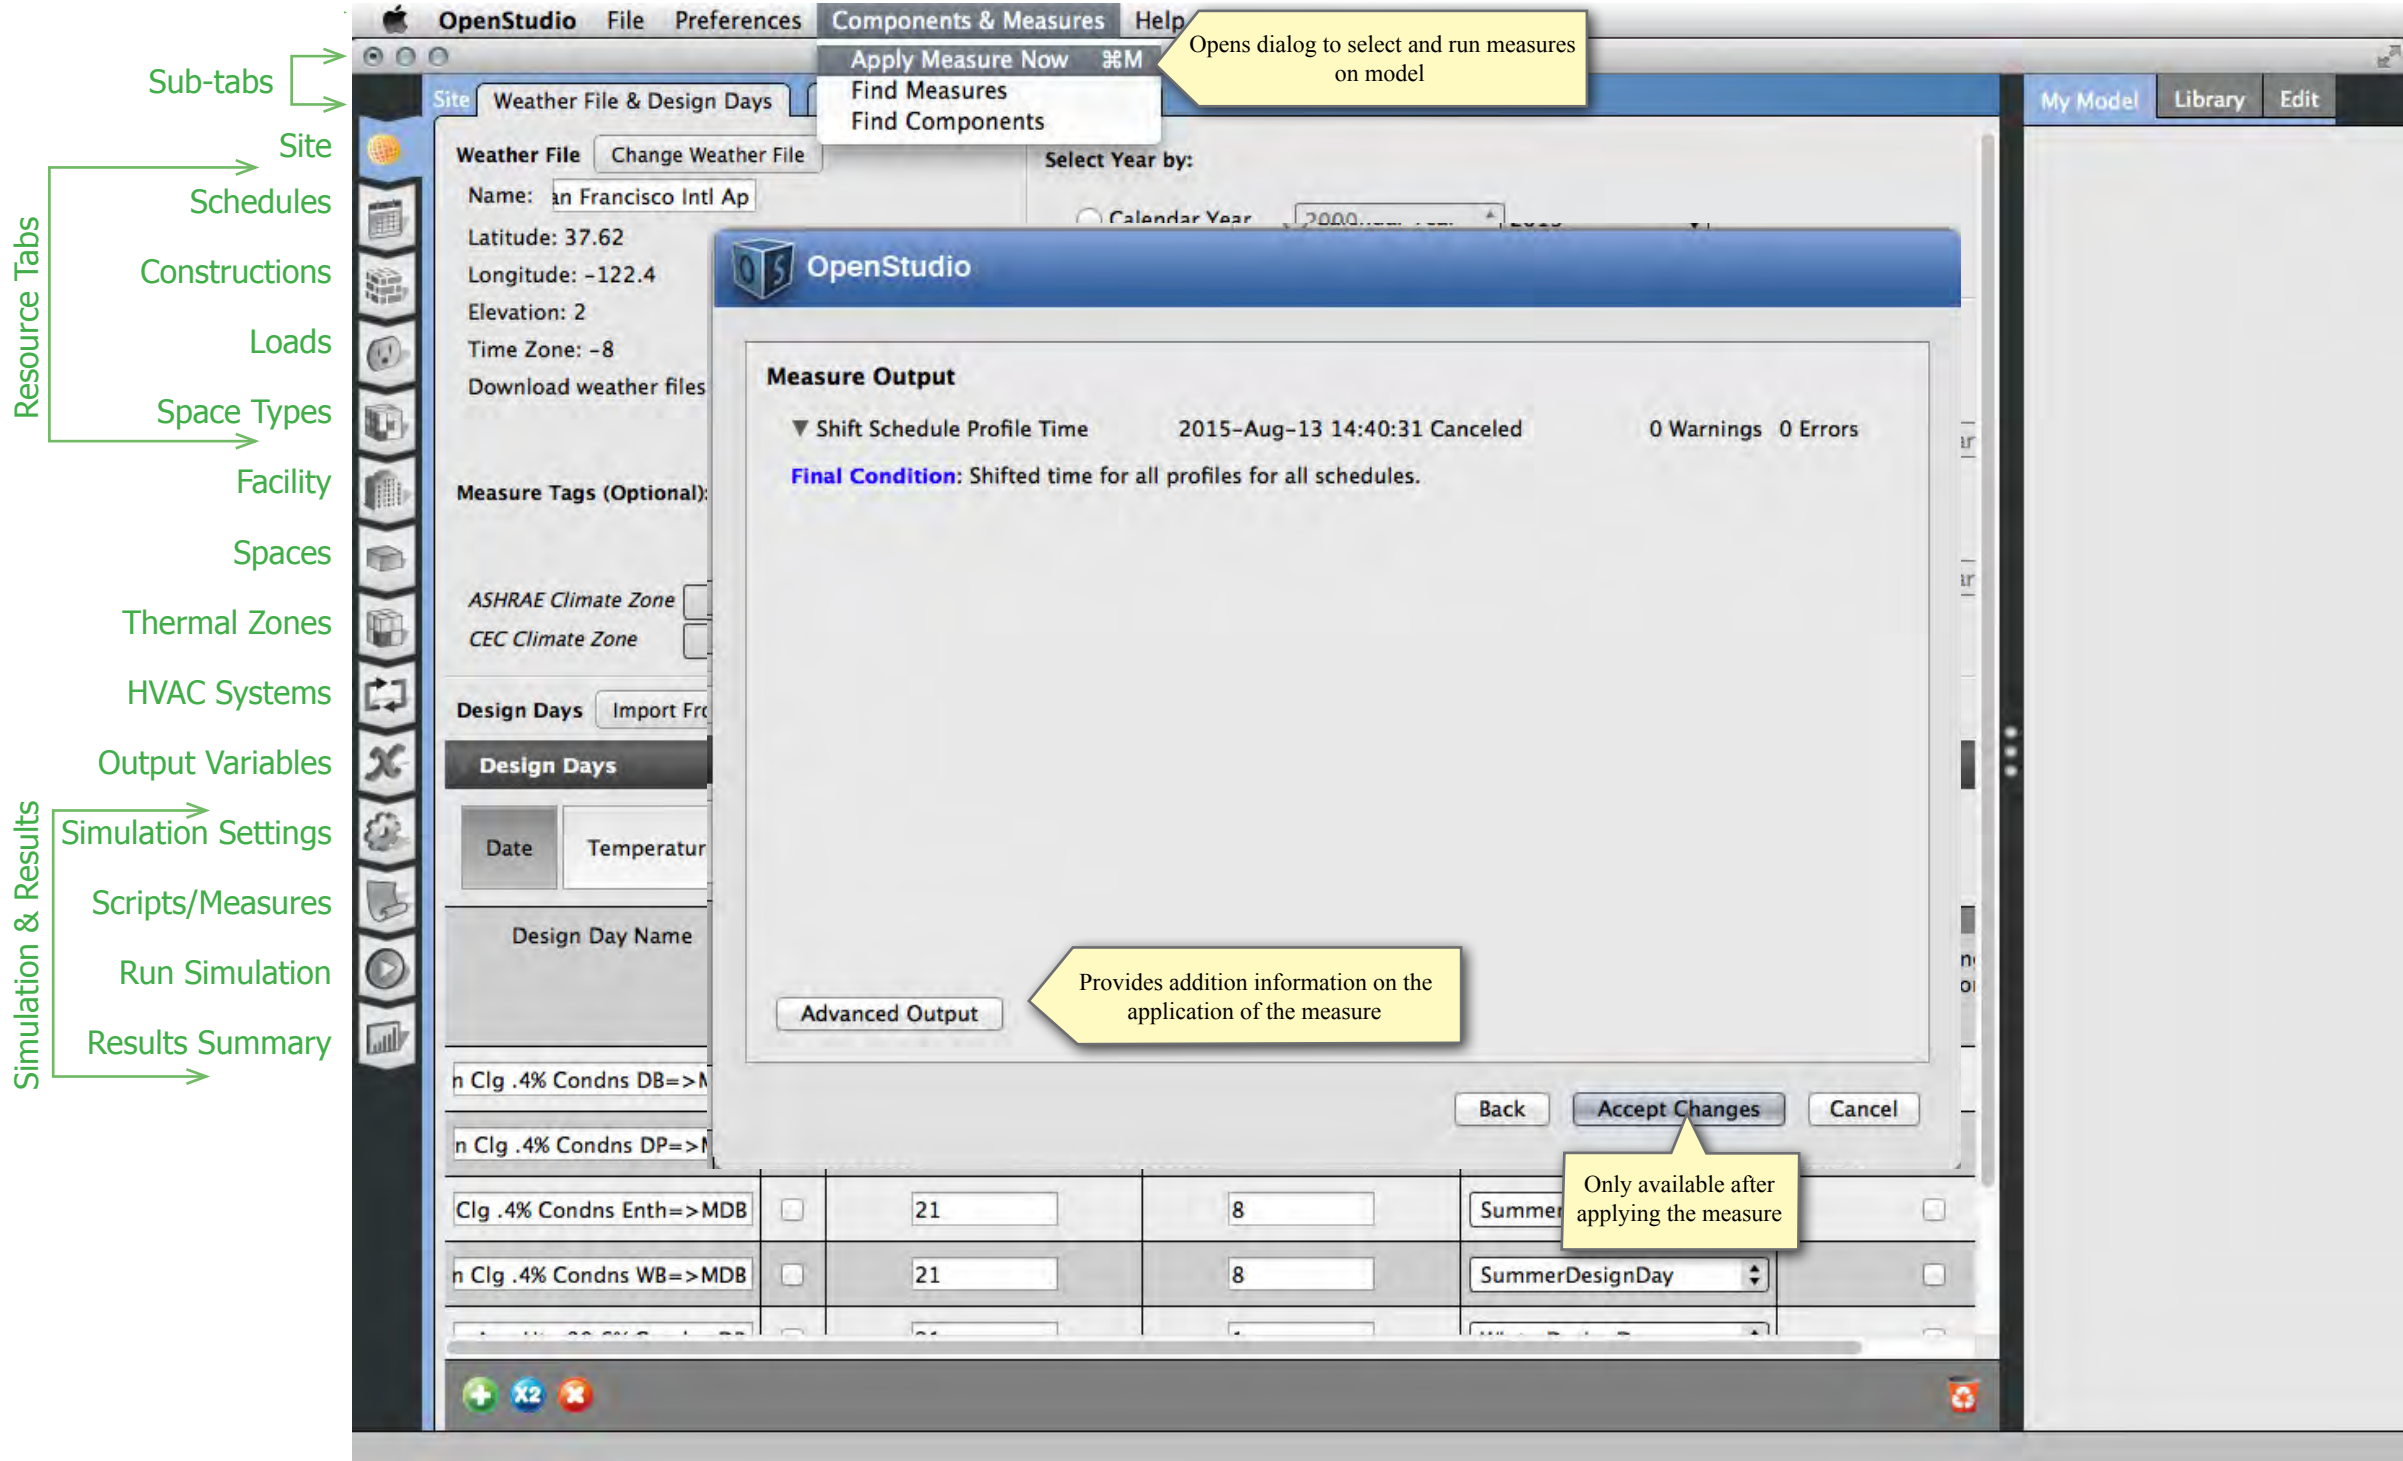 OpenStudio File Preferences Components & Measures Help
Apply Measure Now ⌘M
Find Measures
Find Components
Opens dialog to select and run measures
on model
Sub-tabs
Site
Schedules
Constructions
Loads
Space Types
Facility
Spaces
Thermal Zones
HVAC Systems
Output Variables
Simulation Settings
Scripts/Measures
Run Simulation
Results Summary
Resource Tabs
Simulation & Results
Site Weather File & Design Days
My Model Library Edit
Weather File Change Weather File
Name: an Francisco Intl Ap
Latitude: 37.62
Longitude: -122.4
Elevation: 2
Time Zone: -8
Download weather files
Select Year by:
Calendar Year 2000
Measure Tags (Optional):
ASHRAE Climate Zone
CEC Climate Zone
Design Days Import Fro
Design Days
Date Temperatur
Design Day Name
OS OpenStudio
Measure Output
▼ Shift Schedule Profile Time 2015-Aug-13 14:40:31 Canceled 0 Warnings 0 Errors
Final Condition: Shifted time for all profiles for all schedules.
Advanced Output
Provides addition information on the
application of the measure
Back Accept Changes Cancel
Only available after
applying the measure
n Clg .4% Condns DB=>M
n Clg .4% Condns DP=>M
Clg .4% Condns Enth=>MDB 21 8 Summer
n Clg .4% Condns WB=>MDB 21 8 SummerDesignDay
X2